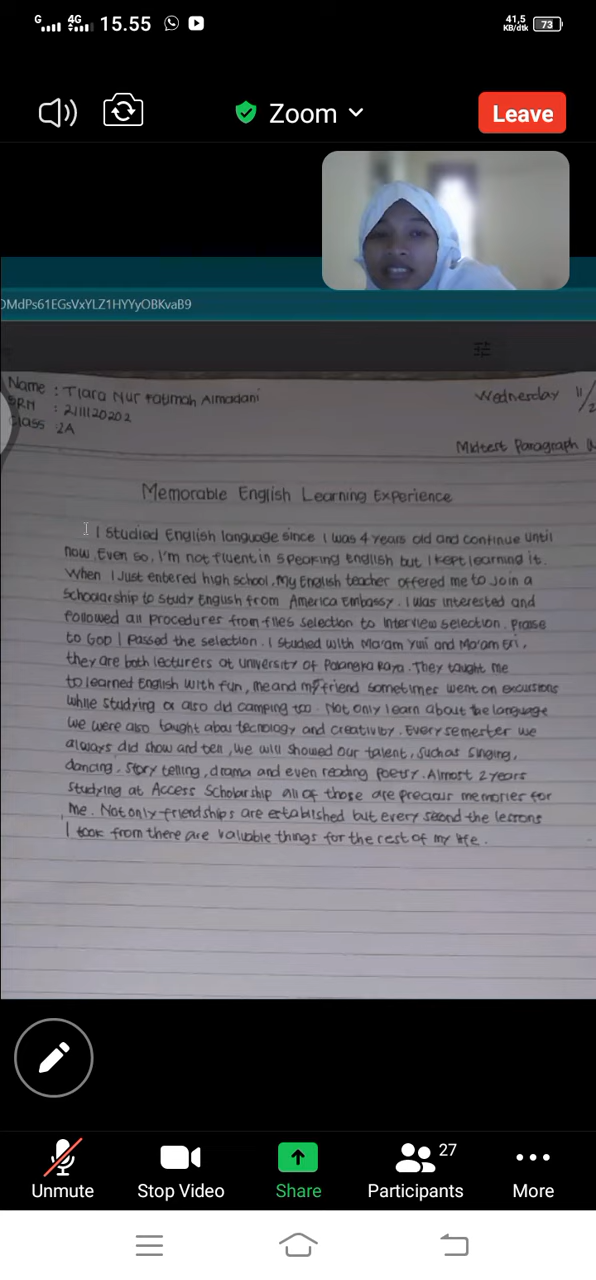 G 4G 15.55 41,5 KB/dtk 73
Zoom Leave
DMdPs61EGsVxYLZ1HYYyOBKvaB9
Name : Tiara Nur Fatimah Almadani Wednesday 11/
SRN : 2111120202
Class 2A
Midtest Paragraph
Memorable English Learning Experience
I studied English language since I was 4 years old and continue until
now. Even so, I'm not fluent in speaking English but I kept learning it.
When I Just entered high school, My English teacher offered me to Join a
Schoolarship to study English from America Embassy. I was interested and
followed all procedures from files selection to Interview selection. Praise
to God I passed the selection. I studied with Ma'am Yuli and Ma'am Eri,
they are both lecturers at University of Palangka Raya. They taught me
to learned English with fun, me and my friend sometimes went on excursions
while studying or also did camping too. Not only learn about the language
we were also taught about tecnology and creativity. Every semerter we
always did show and tell, we will showed our talent, such as singing,
dancing, story telling, drama and even reading poetry. Almost 2 years
studying at Access Scholarship all of those are precious memories for
me. Not only friendships are established but every second the lessons
I took from there are valuable things for the rest of my life.
Unmute Stop Video Share Participants 27 More